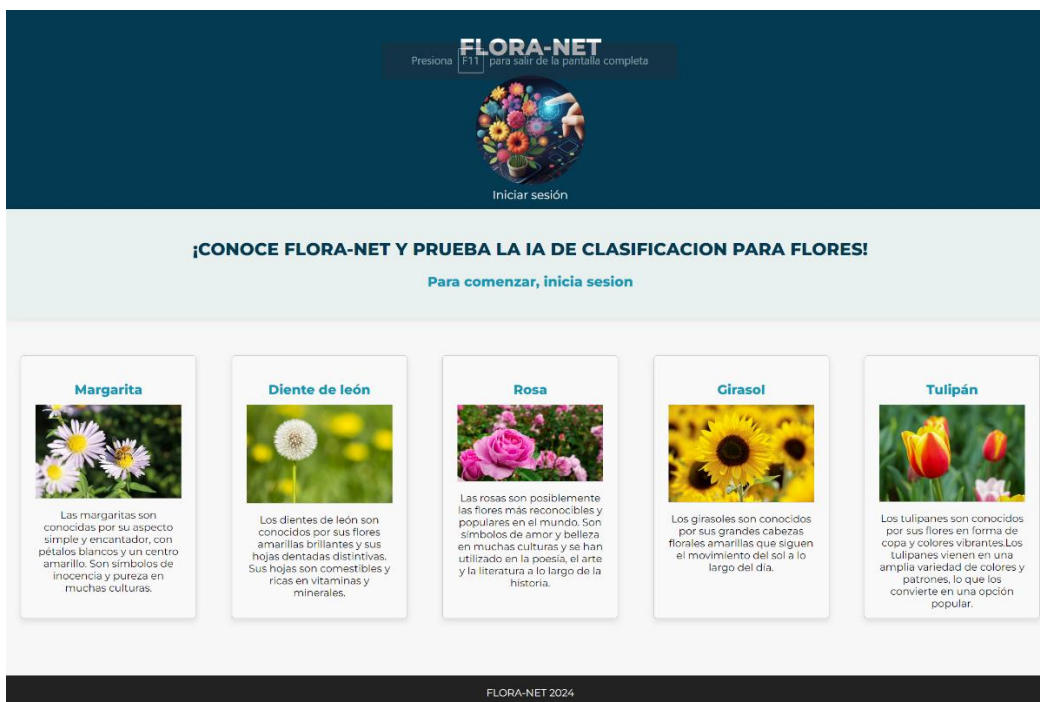 FLORA-NET
Presiona F11 para salir de la pantalla completa
Iniciar sesión
¡CONOCE FLORA-NET Y PRUEBA LA IA DE CLASIFICACION PARA FLORES!
Para comenzar, inicia sesion
Margarita
Las margaritas son
conocidas por su aspecto
simple y encantador, con
pétalos blancos y un centro
amarillo. Son símbolos de
inocencia y pureza en
muchas culturas.
Diente de león
Los dientes de león son
conocidos por sus flores
amarillas brillantes y sus
hojas dentadas distintivas.
Sus hojas son comestibles y
ricas en vitaminas y
minerales.
Rosa
Las rosas son posiblemente
las flores más reconocibles y
populares en el mundo. Son
símbolos de amor y belleza
en muchas culturas y se han
utilizado en la poesía, el arte
y la literatura a lo largo de la
historia.
Girasol
Los girasoles son conocidos
por sus grandes cabezas
florales amarillas que siguen
el movimiento del sol a lo
largo del día.
Tulipán
Los tulipanes son conocidos
por sus flores en forma de
copa y colores vibrantes.Los
tulipanes vienen en una
amplia variedad de colores y
patrones, lo que los
convierte en una opción
popular.
FLORA-NET 2024